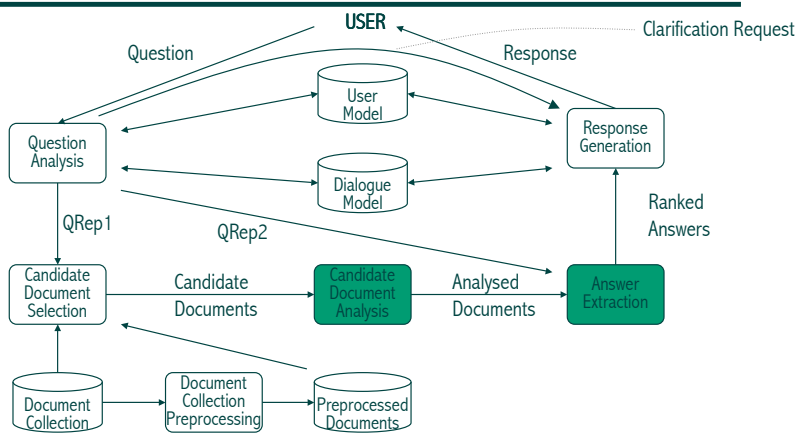 USER
Clarification Request
Question
Response
User
Model
Question
Analysis
Response
Generation
Dialogue
Model
QRep1
QRep2
Ranked
Answers
Candidate
Document
Selection
Candidate
Documents
Candidate
Document
Analysis
Analysed
Documents
Answer
Extraction
Document
Collection
Document
Collection
Preprocessing
Preprocessed
Documents